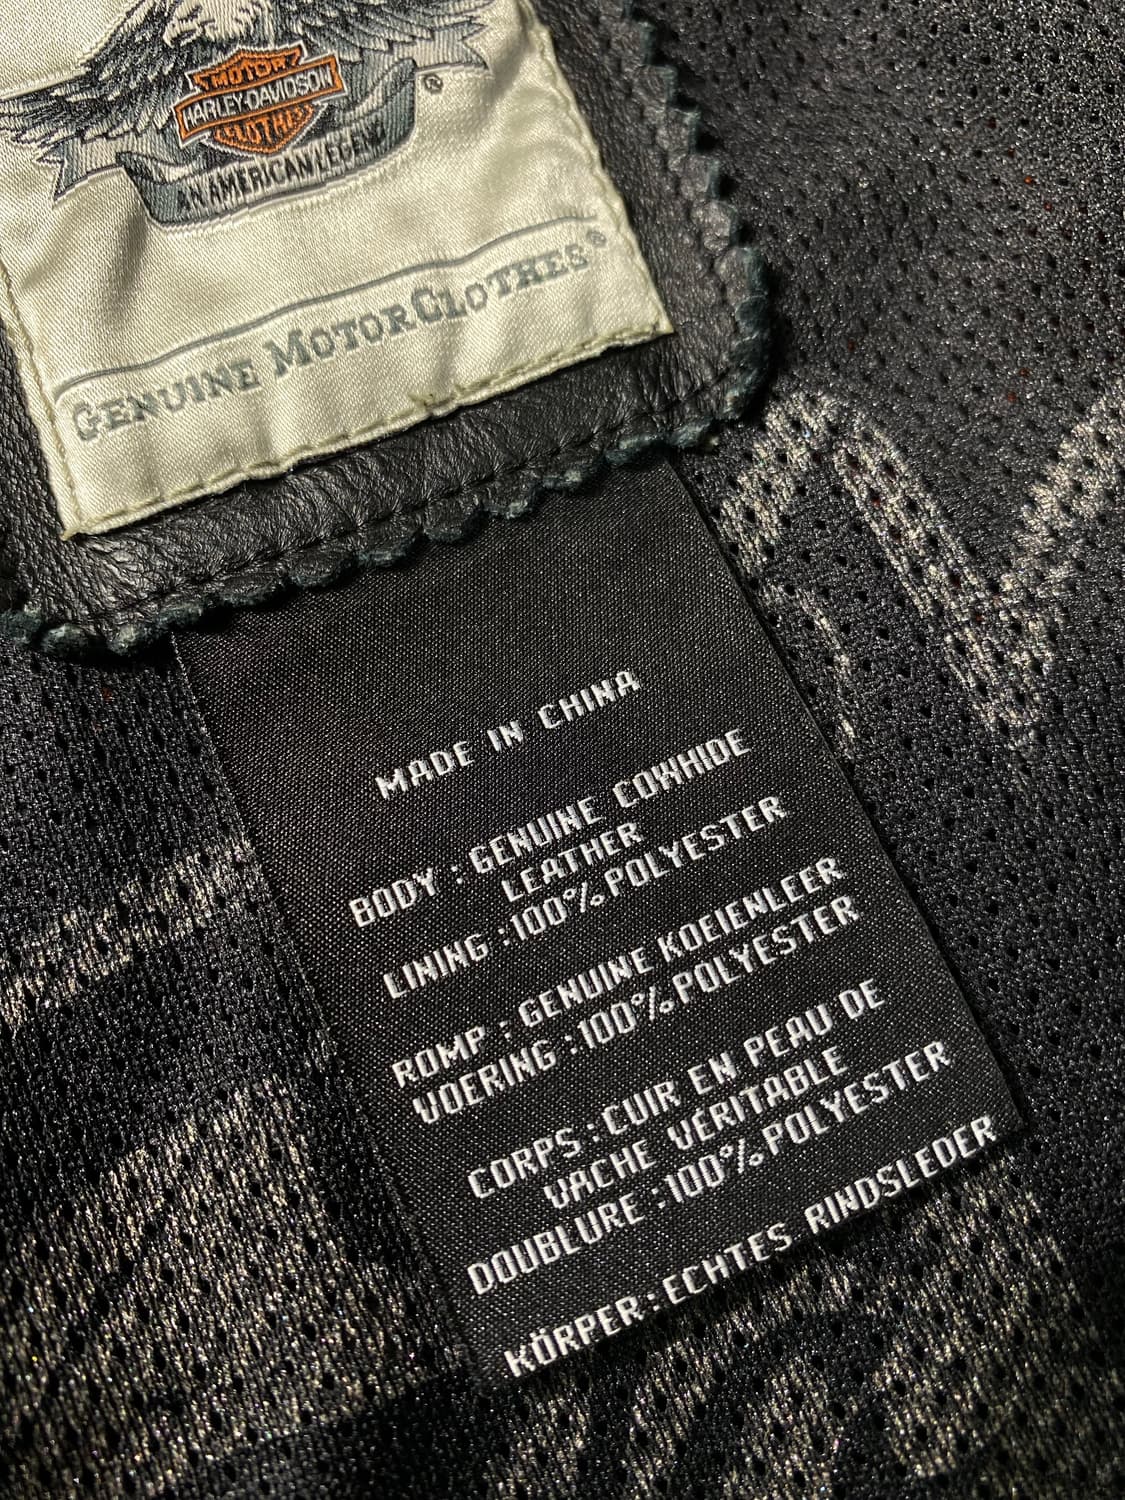 MOTOR
HARLEY-DAVIDSON
CLOTHES
AN AMERICAN LEGEND
®
GENUINE MOTORCLOTHES®
MADE IN CHINA
BODY : GENUINE COWHIDE
LEATHER
LINING :100% POLYESTER
ROMP : GENUINE KOEIENLEER
VOERING :100% POLYESTER
CORPS : CUIR EN PEAU DE
VACHE VÉRITABLE
DOUBLURE :100% POLYESTER
KÖRPER : ECHTES RINDSLEDER